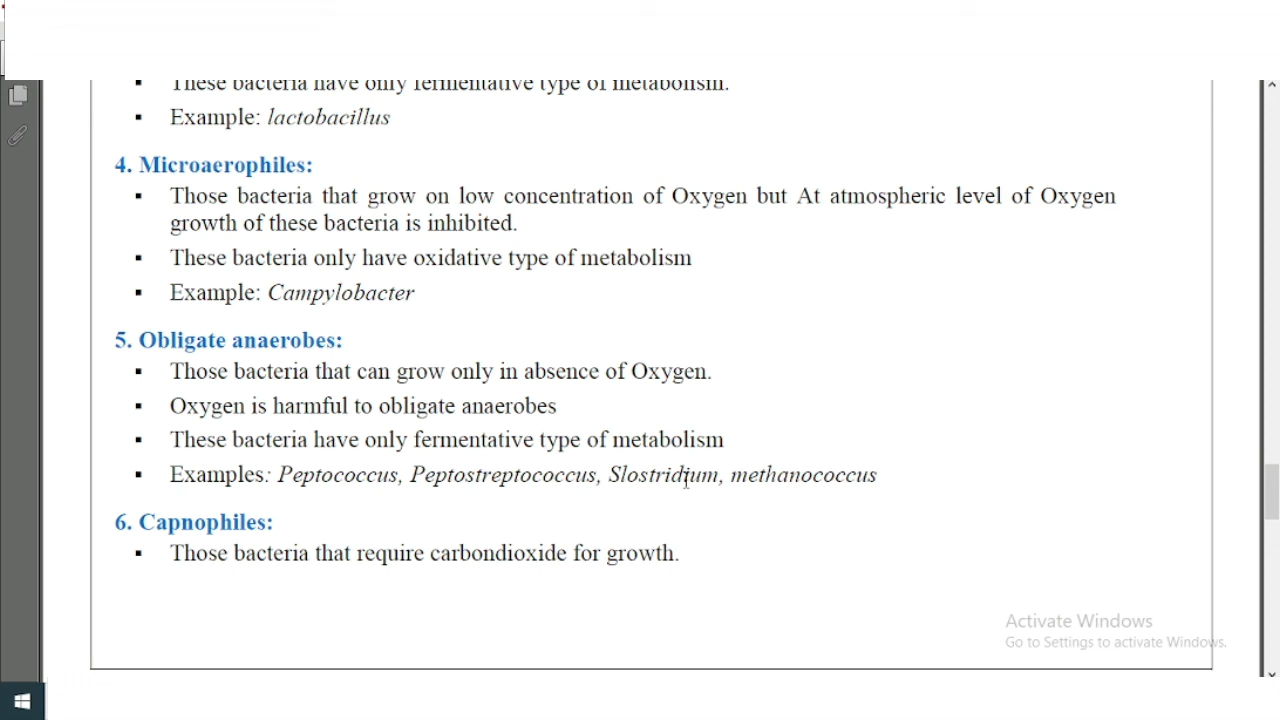 ▪ These bacteria have only fermentative type of metabolism.
▪ Example: lactobacillus
4. Microaerophiles:
▪ Those bacteria that grow on low concentration of Oxygen but At atmospheric level of Oxygen
growth of these bacteria is inhibited.
▪ These bacteria only have oxidative type of metabolism
▪ Example: Campylobacter
5. Obligate anaerobes:
▪ Those bacteria that can grow only in absence of Oxygen.
▪ Oxygen is harmful to obligate anaerobes
▪ These bacteria have only fermentative type of metabolism
▪ Examples: Peptococcus, Peptostreptococcus, Slostridium, methanococcus
6. Capnophiles:
▪ Those bacteria that require carbondioxide for growth.
Activate Windows
Go to Settings to activate Windows.